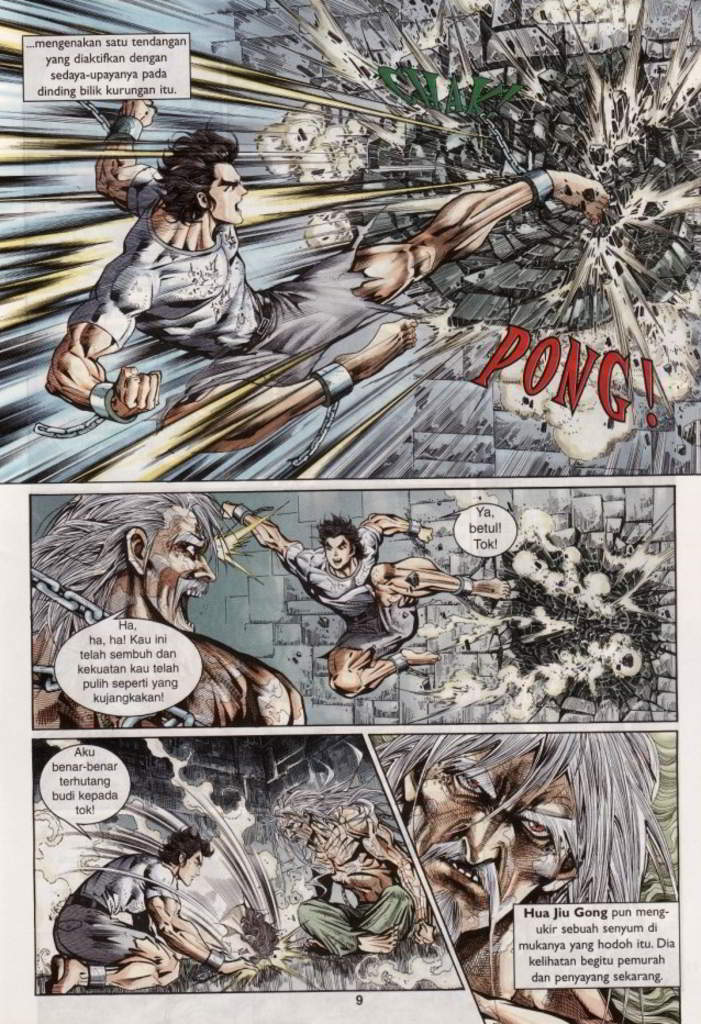 ...mengenakan satu tendangan
yang diaktifkan dengan
sedaya-upayanya pada
dinding bilik kurungan itu.
CHAK
PONG!
Ha,
ha, ha! Kau ini
telah sembuh dan
kekuatan kau telah
pulih seperti yang
kujangkakan!
Ya,
betul!
Tok!
Aku
benar-benar
terhutang
budi kepada
tok!
Hua Jiu Gong pun meng-
ukir sebuah senyum di
mukanya yang hodoh itu. Dia
kelihatan begitu pemurah
dan penyayang sekarang.
9